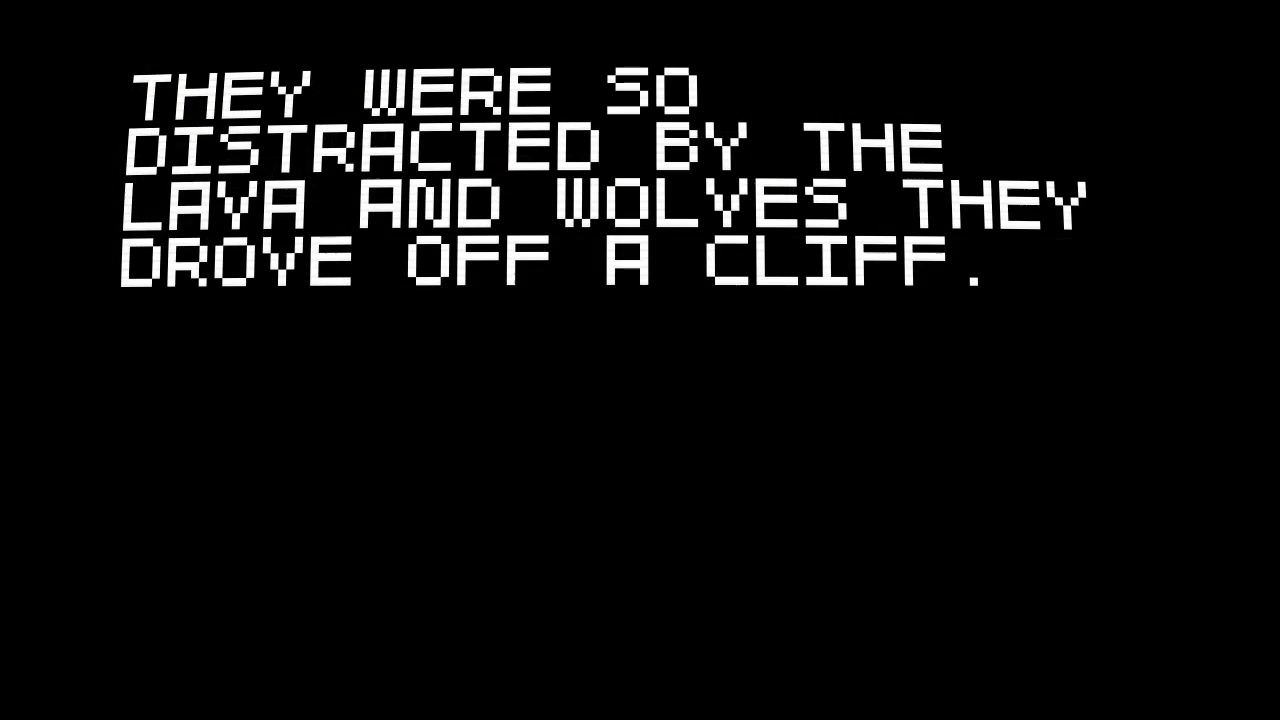 THEY WERE SO
DISTRACTED BY THE
LAVA AND WOLVES THEY
DROVE OFF A CLIFF.